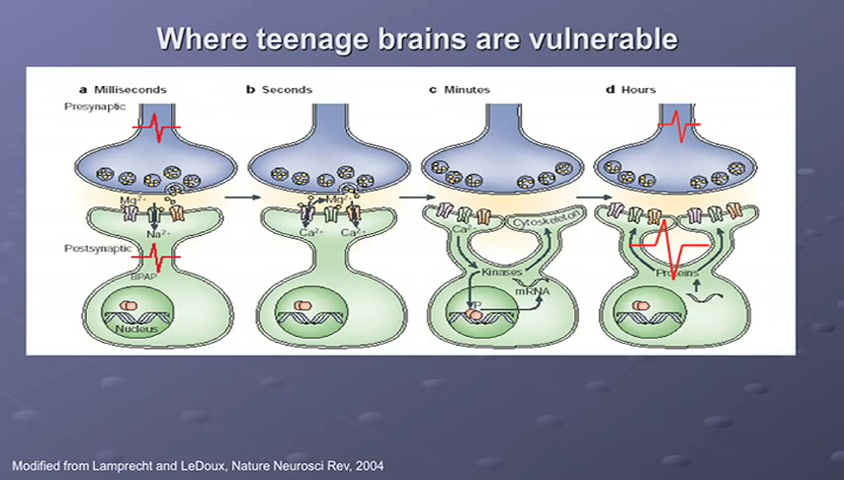 Where teenage brains are vulnerable
a Milliseconds
b Seconds
c Minutes
d Hours
Presynaptic
Mg2+
Mg2+
Na2+
Ca2+
Ca2+
Ca2+
Cytoskeleton
Postsynaptic
BPAP
Kinases
Proteins
mRNA
P
Nucleus
Modified from Lamprecht and LeDoux, Nature Neurosci Rev, 2004